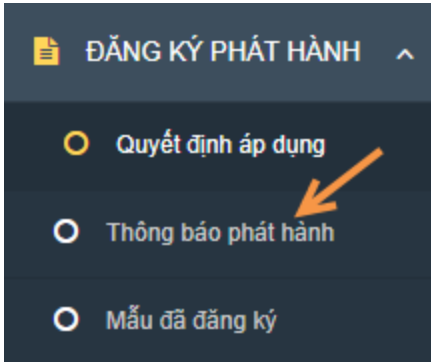 ĐĂNG KÝ PHÁT HÀNH
Quyết định áp dụng
Thông báo phát hành
Mẫu đã đăng ký